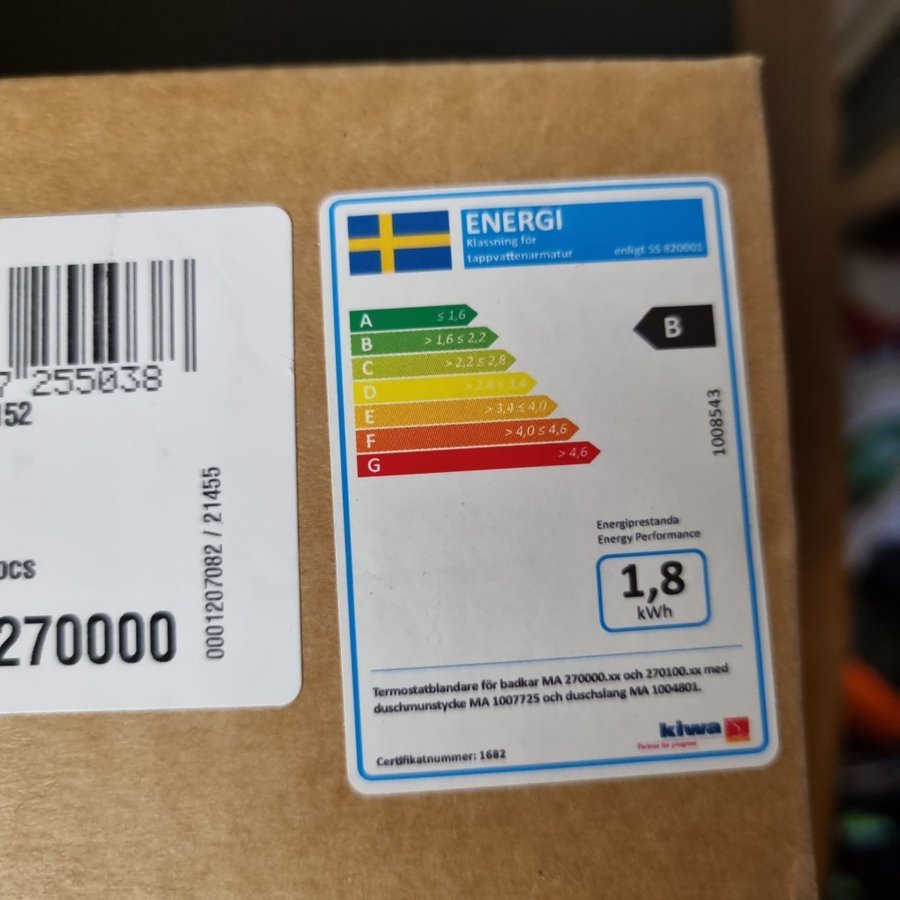 7 255038
152
pcs
270000
0001207082 / 21455
ENERGI
Klassning för
tappvattenarmatur
enligt SS 820001
A ≤ 1,6
B > 1,6 ≤ 2,2
C > 2,2 ≤ 2,8
D > 2,8 ≤ 3,4
E > 3,4 ≤ 4,0
F > 4,0 ≤ 4,6
G > 4,6
B
1008543
Energiprestanda
Energy Performance
1,8
kWh
Termostatblandare för badkar MA 270000.xx och 270100.xx med
duschmunstycke MA 1007725 och duschslang MA 1004801.
kiwa
Partner for progress
Certifikatnummer: 1682